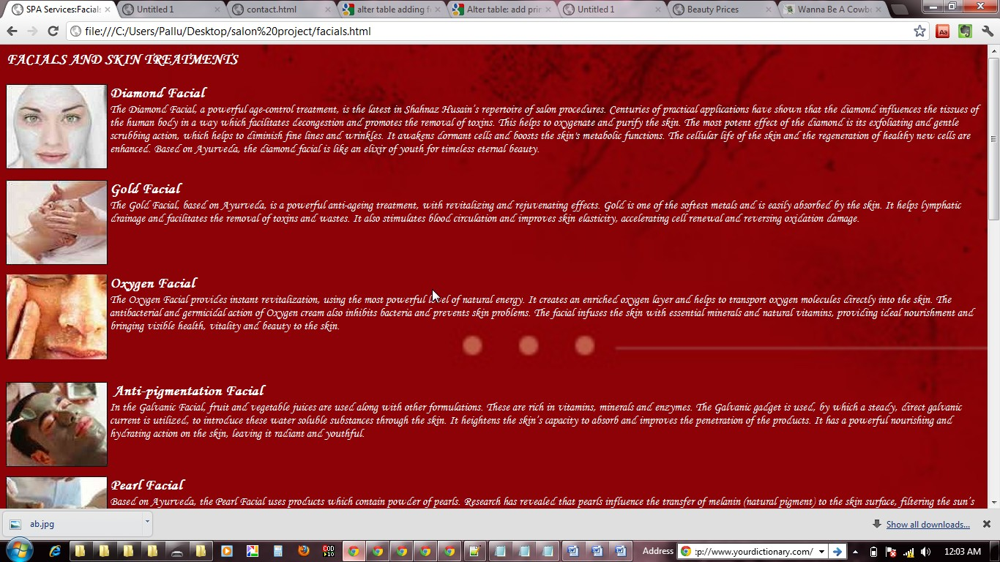 SPA Services:Facials
Untitled 1
contact.html
alter table adding f
Alter table: add prin
Untitled 1
Beauty Prices
Wanna Be A Cowbo
file:///C:/Users/Pallu/Desktop/salon%20project/facials.html
FACIALS AND SKIN TREATMENTS
Diamond Facial
The Diamond Facial, a powerful age-control treatment, is the latest in Shahnaz Husain's repertoire of salon procedures. Centuries of practical applications have shown that the diamond influences the tissues of
the human body in a way which facilitates decongestion and promotes the removal of toxins. This helps to oxygenate and purify the skin. The most potent effect of the diamond is its exfoliating and gentle
scrubbing action, which helps to diminish fine lines and wrinkles. It awakens dormant cells and boosts the skin's metabolic functions. The cellular life of the skin and the regeneration of healthy new cells are
enhanced. Based on Ayurveda, the diamond facial is like an elixir of youth for timeless eternal beauty.
Gold Facial
The Gold Facial, based on Ayurveda, is a powerful anti-ageing treatment, with revitalizing and rejuvenating effects. Gold is one of the softest metals and is easily absorbed by the skin. It helps lymphatic
drainage and facilitates the removal of toxins and wastes. It also stimulates blood circulation and improves skin elasticity, accelerating cell renewal and reversing oxidation damage.
Oxygen Facial
The Oxygen Facial provides instant revitalization, using the most powerful level of natural energy. It creates an enriched oxygen layer and helps to transport oxygen molecules directly into the skin. The
antibacterial and germicidal action of Oxygen cream also inhibits bacteria and prevents skin problems. The facial infuses the skin with essential minerals and natural vitamins, providing ideal nourishment and
bringing visible health, vitality and beauty to the skin.
Anti-pigmentation Facial
In the Galvanic Facial, fruit and vegetable juices are used along with other formulations. These are rich in vitamins, minerals and enzymes. The Galvanic gadget is used, by which a steady, direct galvanic
current is utilized, to introduce these water soluble substances through the skin. It heightens the skin's capacity to absorb and improves the penetration of the products. It has a powerful nourishing and
hydrating action on the skin, leaving it radiant and youthful.
Pearl Facial
Based on Ayurveda, the Pearl Facial uses products which contain powder of pearls. Research has revealed that pearls influence the transfer of melanin (natural pigment) to the skin surface, filtering the sun's
ab.jpg
Show all downloads...
Address
:p://www.yourdictionary.com/
12:03 AM